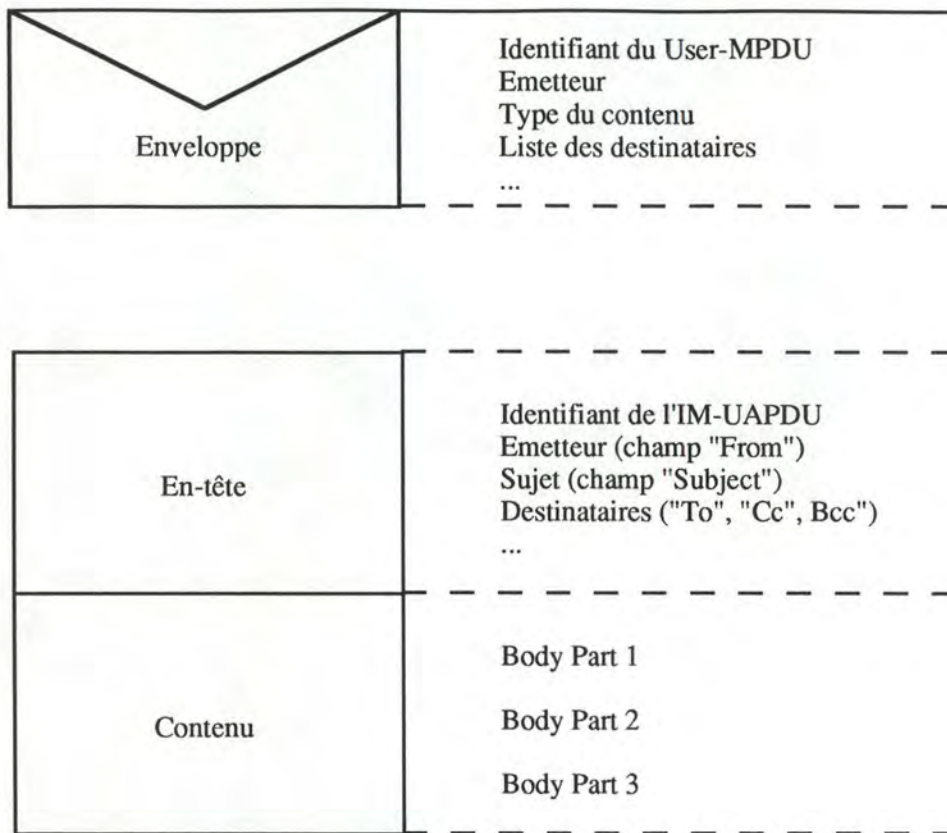 Enveloppe
Identifiant du User-MPDU
Emetteur
Type du contenu
Liste des destinataires
...
En-tête
Identifiant de l'IM-UAPDU
Emetteur (champ "From")
Sujet (champ "Subject")
Destinataires ("To", "Cc", Bcc")
...
Contenu
Body Part 1
Body Part 2
Body Part 3